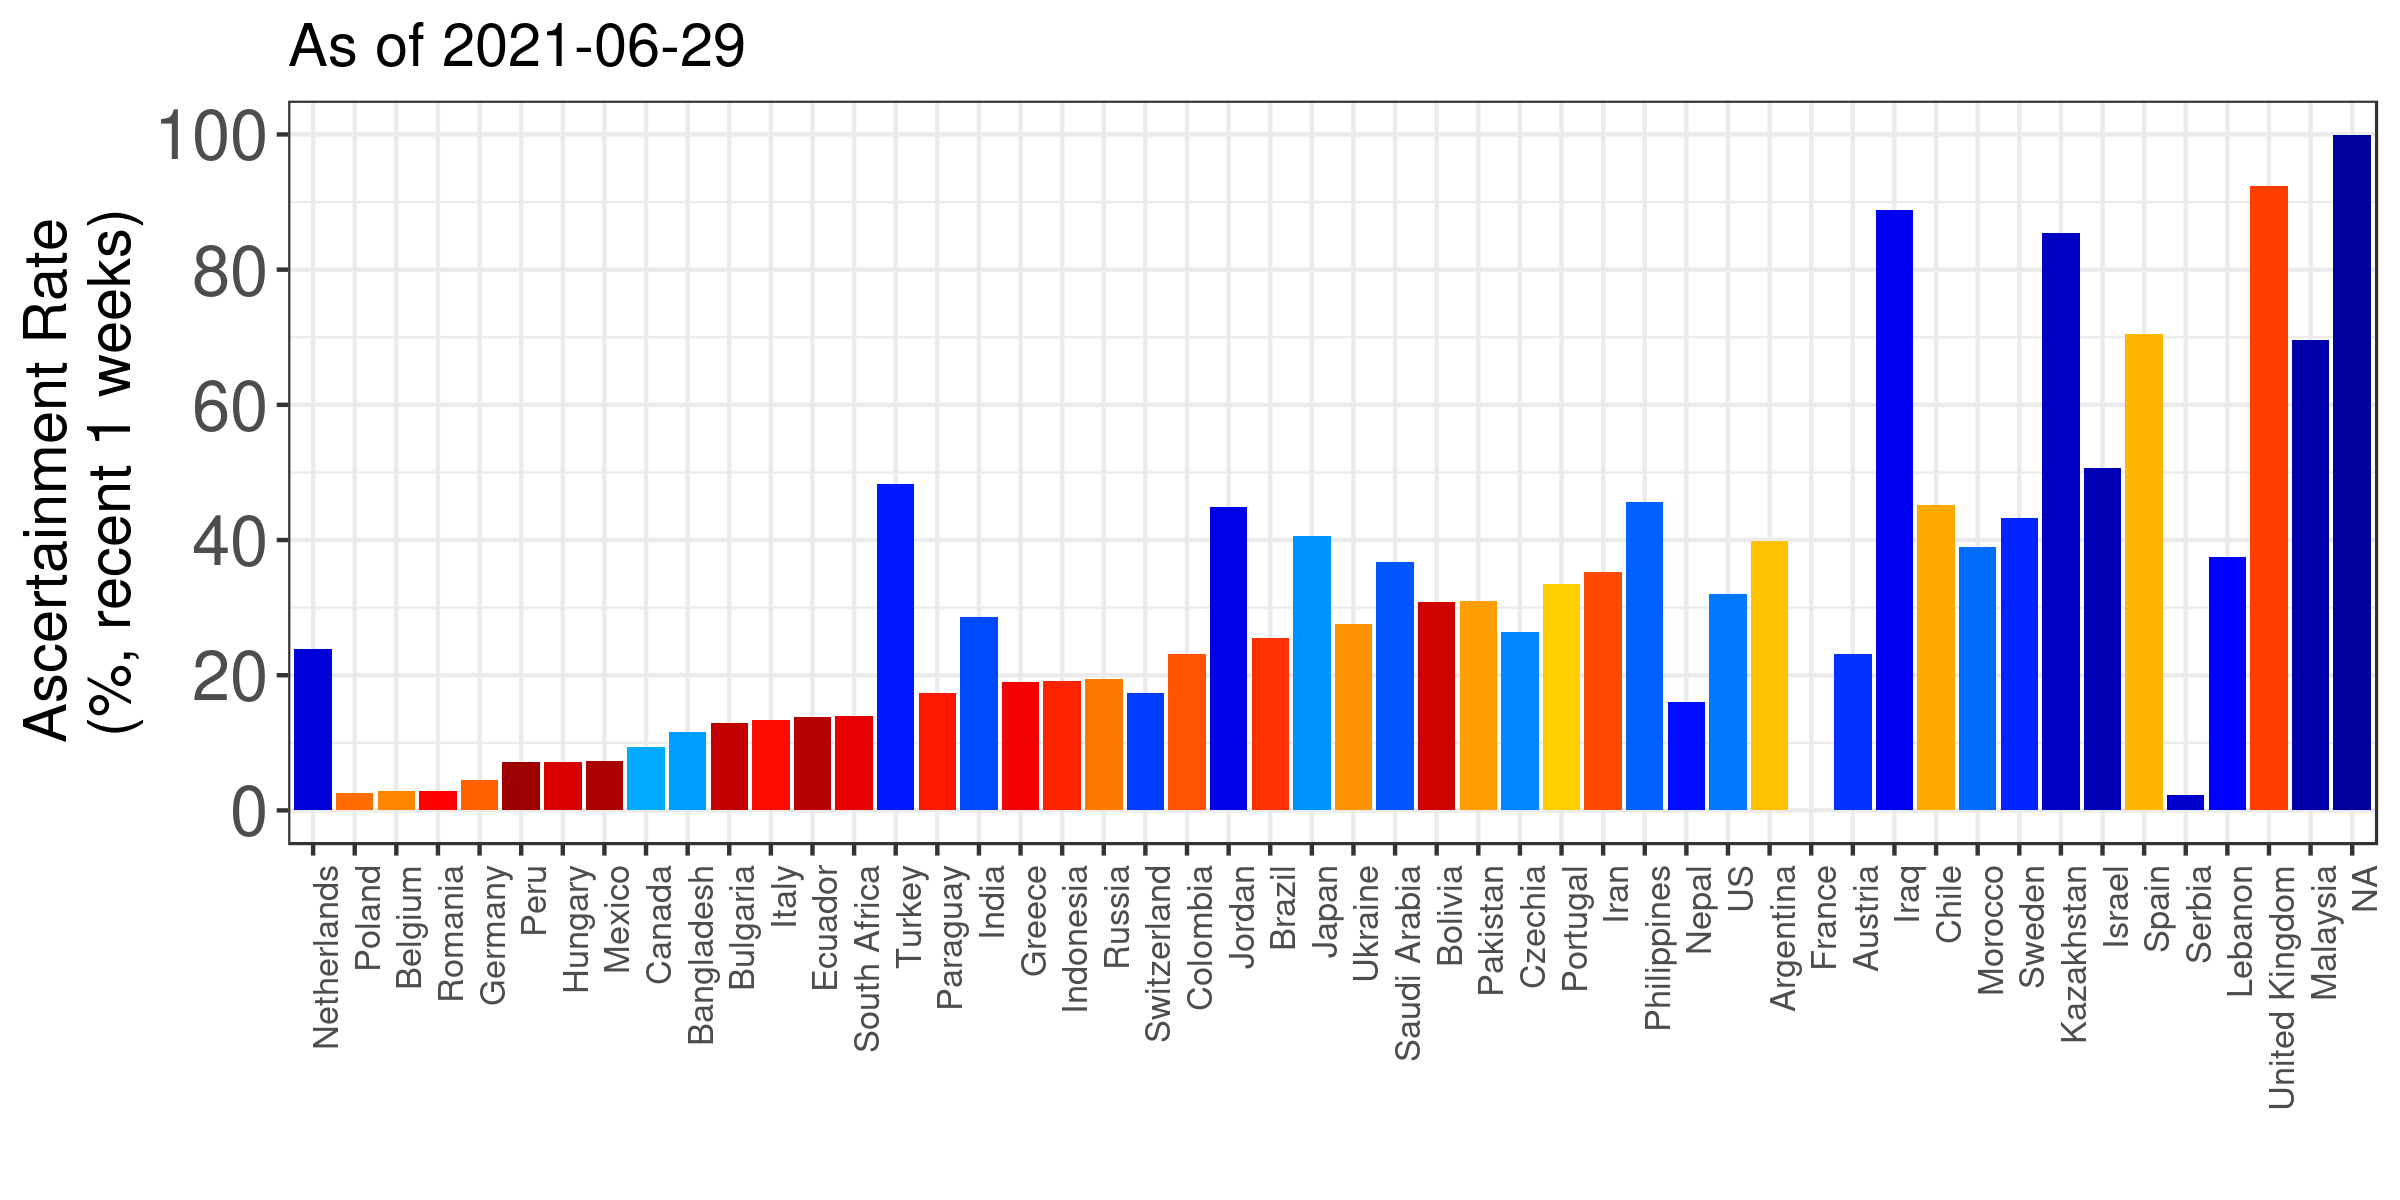 As of 2021-06-29
Ascertainment Rate
(%, recent 1 weeks)
100
80
60
40
20
0
Netherlands
Poland
Belgium
Romania
Germany
Peru
Hungary
Mexico
Canada
Bangladesh
Bulgaria
Italy
Ecuador
South Africa
Turkey
Paraguay
India
Greece
Indonesia
Russia
Switzerland
Colombia
Jordan
Brazil
Japan
Ukraine
Saudi Arabia
Bolivia
Pakistan
Czechia
Portugal
Iran
Philippines
Nepal
US
Argentina
France
Austria
Iraq
Chile
Morocco
Sweden
Kazakhstan
Israel
Spain
Serbia
Lebanon
United Kingdom
Malaysia
NA